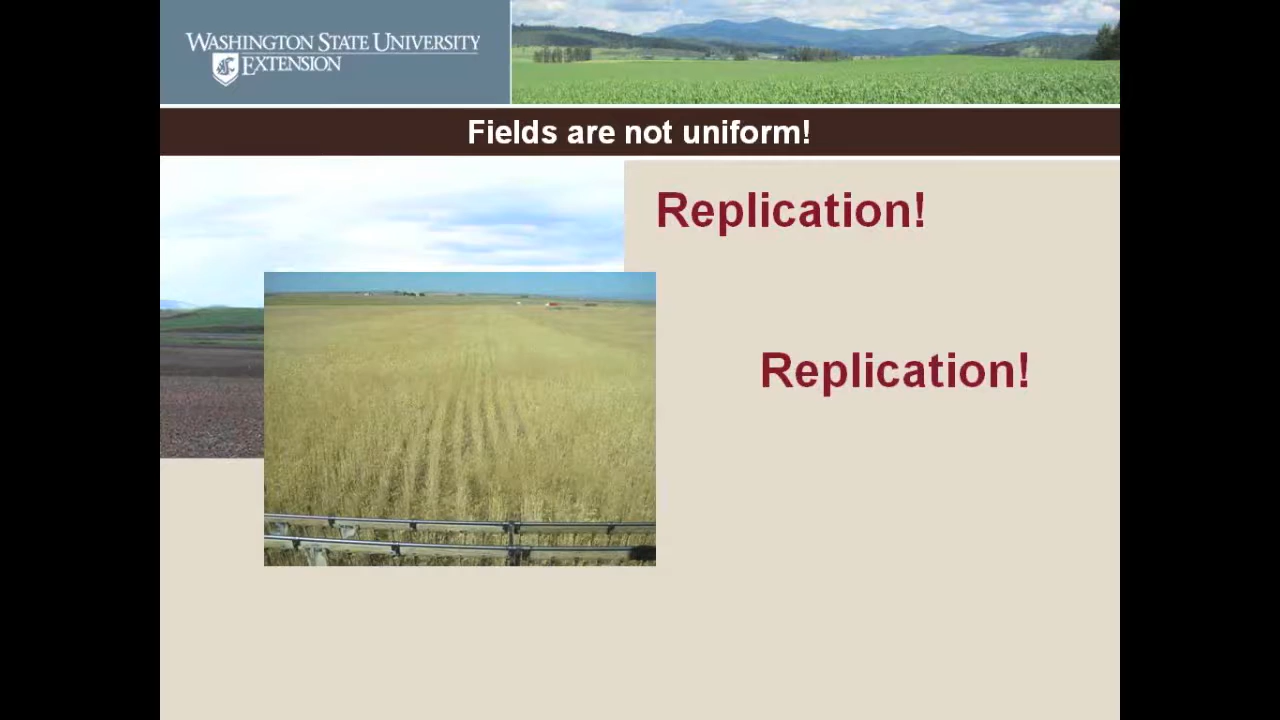 WASHINGTON STATE UNIVERSITY
EXTENSION
Fields are not uniform!
Replication!
Replication!